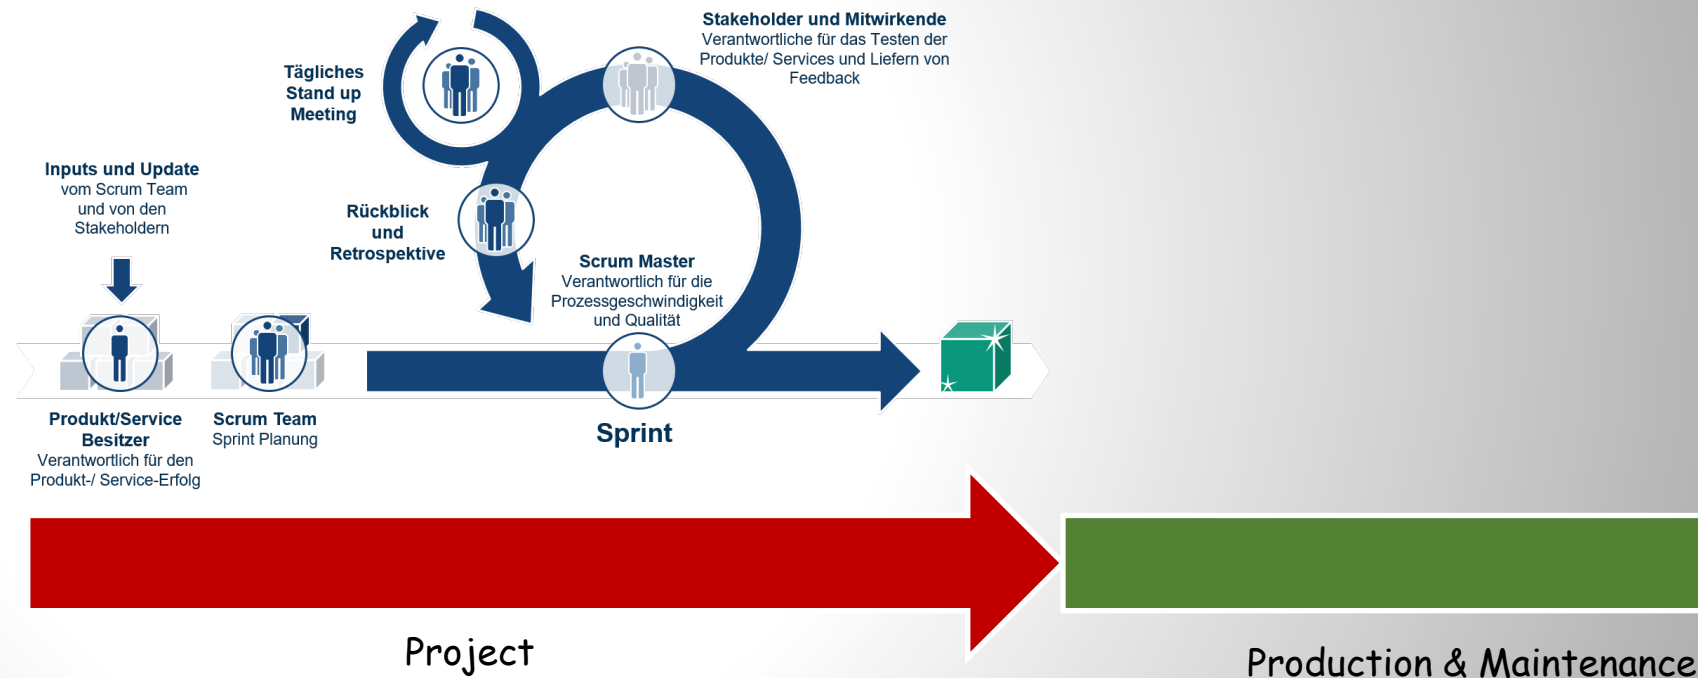 Stakeholder und Mitwirkende
Verantwortliche für das Testen der
Produkte/ Services und Liefern von
Feedback
Tägliches
Stand up
Meeting
Inputs und Update
vom Scrum Team
und von den
Stakeholdern
Rückblick
und
Retrospektive
Scrum Master
Verantwortlich für die
Prozessgeschwindigkeit
und Qualität
Produkt/Service
Besitzer
Verantwortlich für den
Produkt-/ Service-Erfolg
Scrum Team
Sprint Planung
Sprint
Project
Production & Maintenance